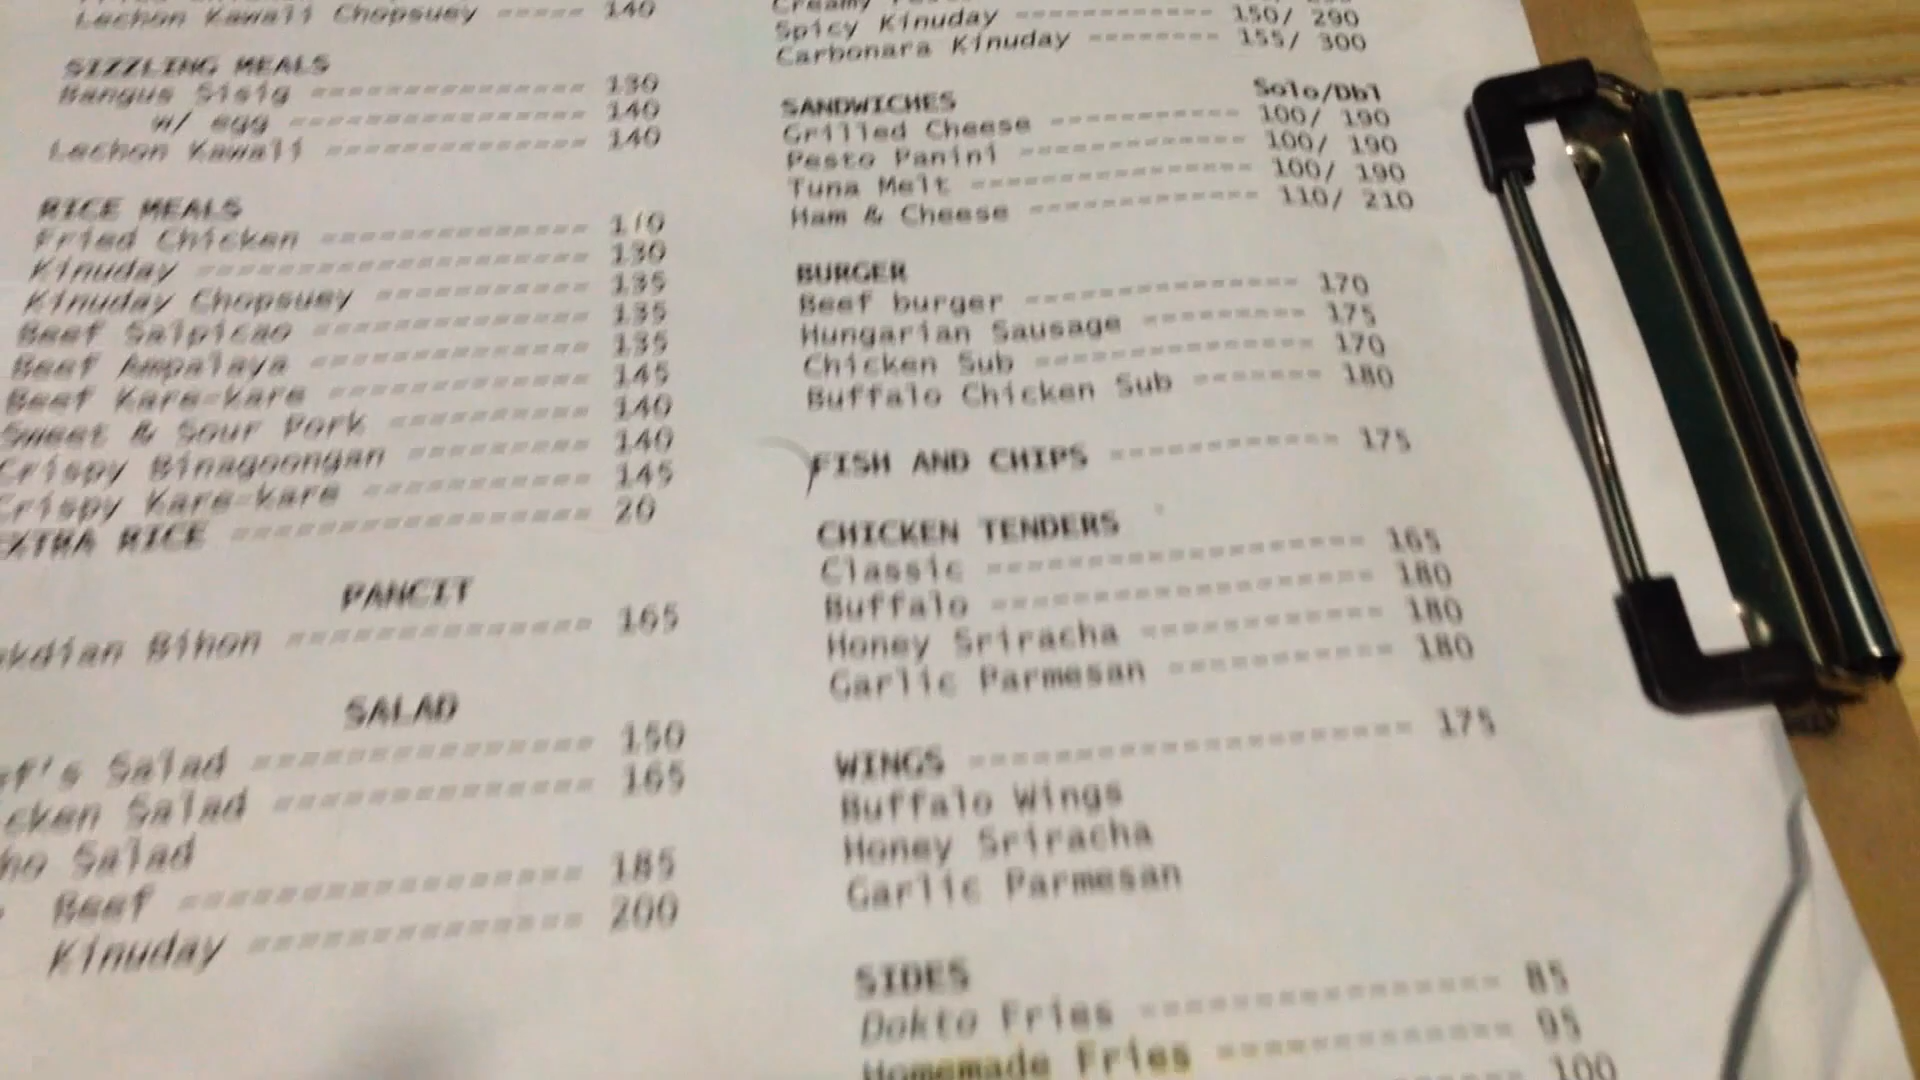 Lechon Kawali Chopsuey ----- 140
SIZZLING MEALS
Bangus Sisig --------------- 130
w/ egg ---------------- 140
Lechon Kawali -------------- 140
RICE MEALS
Fried Chicken -------------- 110
Kinuday -------------------- 130
Kinuday Chopsuey ----------- 135
Beef Salpicao -------------- 135
Beef Ampalaya -------------- 135
Beef Kare-kare ------------- 145
Sweet & Sour Pork ---------- 140
Crispy Binagoongan --------- 140
Crispy Kare-kare ----------- 145
EXTRA RICE ----------------- 20
PANCIT
Bihon -------------- 165
SALAD
Salad --------------- 150
Salad -------------- 165
Salad
Beef ----------------- 185
Kinuday -------------- 200
Creamy
Spicy Kinuday ------------ 150/ 290
Carbonara Kinuday -------- 155/ 300
SANDWICHES Solo/Dbl
Grilled Cheese ----------- 100/ 190
Pesto Panini ------------- 100/ 190
Tuna Melt ---------------- 100/ 190
Ham & Cheese ------------- 110/ 210
BURGER
Beef burger ---------------- 170
Hungarian Sausage --------- 175
Chicken Sub ---------------- 170
Buffalo Chicken Sub ------- 180
FISH AND CHIPS ------------- 175
CHICKEN TENDERS
Classic --------------------- 165
Buffalo --------------------- 180
Honey Sriracha ------------- 180
Garlic Parmesan ------------ 180
WINGS ----------------------- 175
Buffalo Wings
Honey Sriracha
Garlic Parmesan
SIDES
Dokto Fries ----------------- 85
Homemade Fries -------------- 95
100